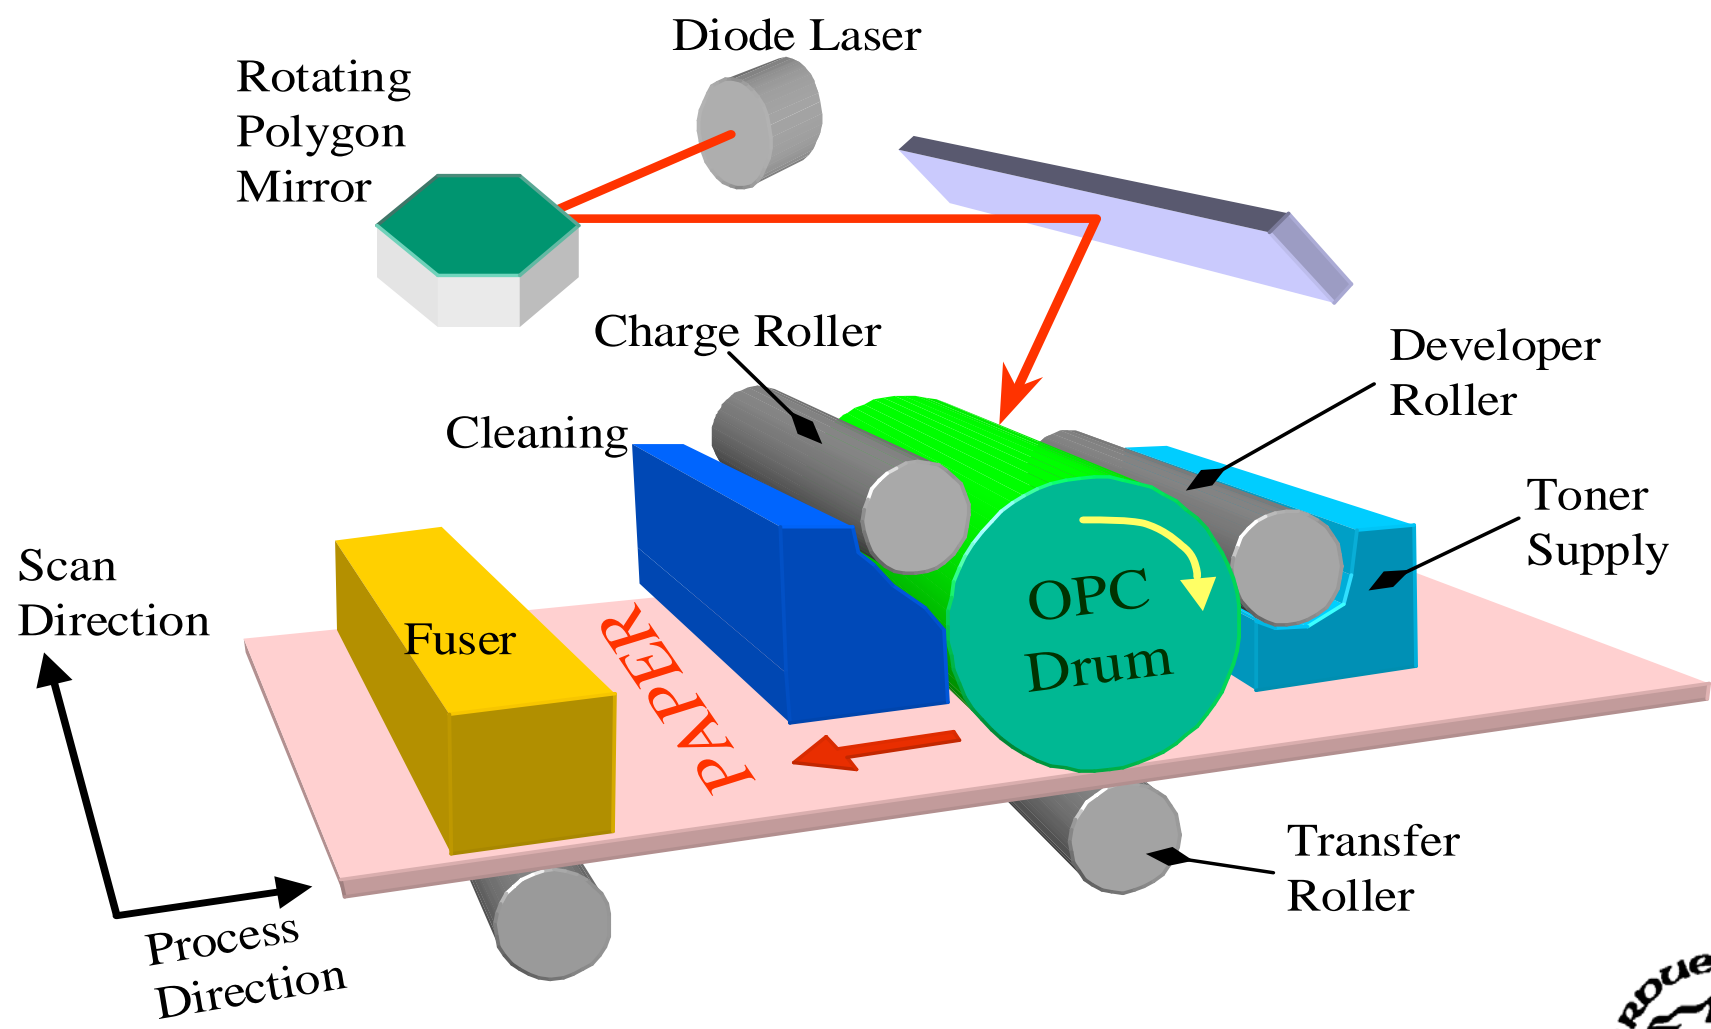 Diode Laser
Rotating
Polygon
Mirror
Charge Roller
Developer
Roller
Cleaning
Toner
Supply
Scan
Direction
Fuser
PAPER
OPC
Drum
Transfer
Roller
Process
Direction